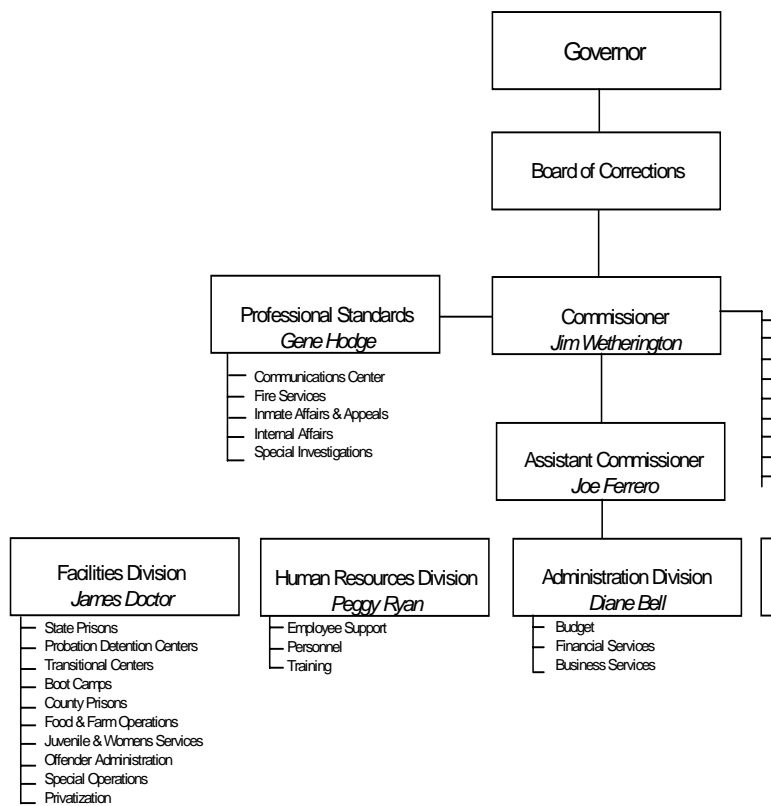 Governor
Board of Corrections
Professional Standards
Gene Hodge
Commissioner
Jim Wetherington
Communications Center
Fire Services
Inmate Affairs & Appeals
Internal Affairs
Special Investigations
Assistant Commissioner
Joe Ferrero
Facilities Division
James Doctor
State Prisons
Probation Detention Centers
Transitional Centers
Boot Camps
County Prisons
Food & Farm Operations
Juvenile & Womens Services
Offender Administration
Special Operations
Privatization
Human Resources Division
Peggy Ryan
Employee Support
Personnel
Training
Administration Division
Diane Bell
Budget
Financial Services
Business Services